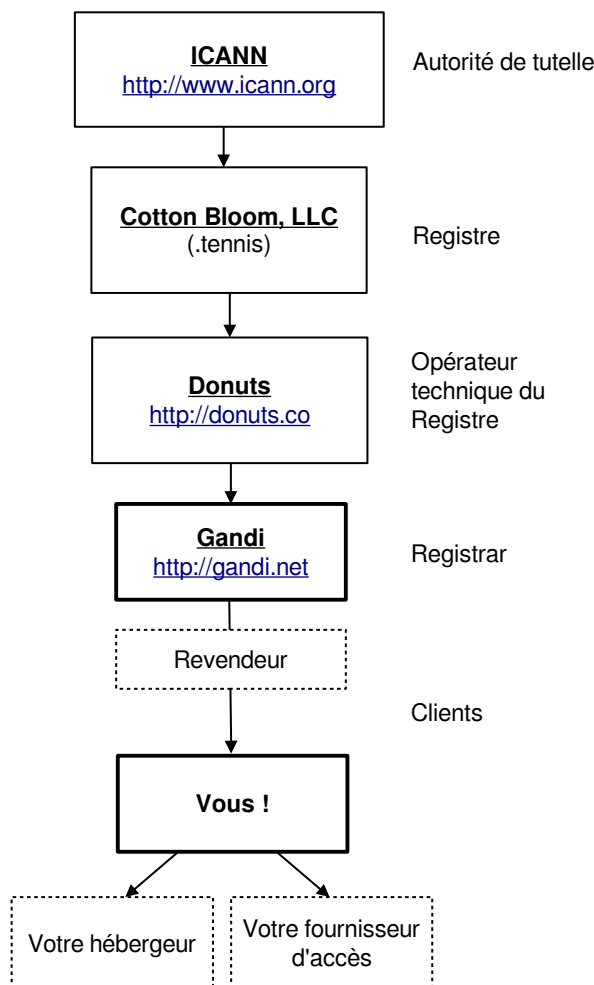 ICANN
http://www.icann.org
Autorité de tutelle
Cotton Bloom, LLC
(.tennis)
Registre
Donuts
http://donuts.co
Opérateur
technique du
Registre
Gandi
http://gandi.net
Registrar
Revendeur
Clients
Vous !
Votre hébergeur
Votre fournisseur
d'accès